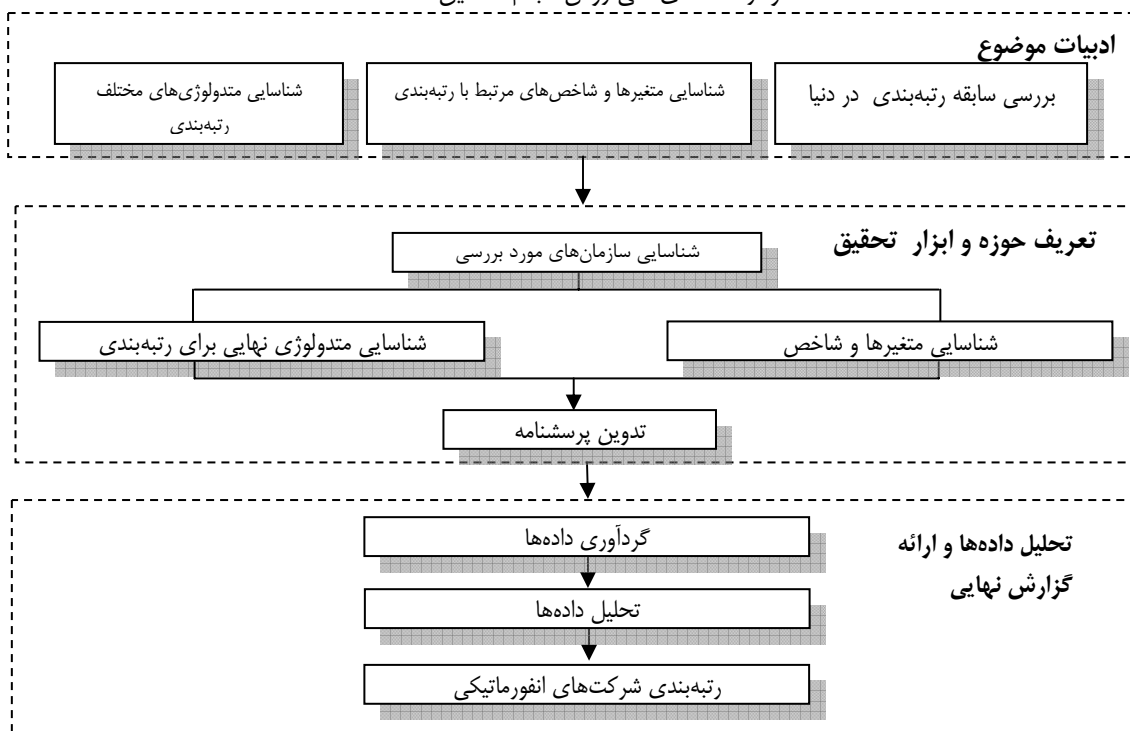 ادبیات موضوع
بررسی سابقه رتبه‌بندی در دنیا
شناسایی متغیرها و شاخص‌های مرتبط با رتبه‌بندی
شناسایی متدولوژی‌های مختلف
رتبه‌بندی
تعریف حوزه و ابزار تحقیق
شناسایی سازمان‌های مورد بررسی
شناسایی متغیرها و شاخص
شناسایی متدولوژی نهایی برای رتبه‌بندی
تدوین پرسشنامه
تحلیل داده‌ها و ارائه
گزارش نهایی
گردآوری داده‌ها
تحلیل داده‌ها
رتبه‌بندی شرکت‌های انفورماتیکی